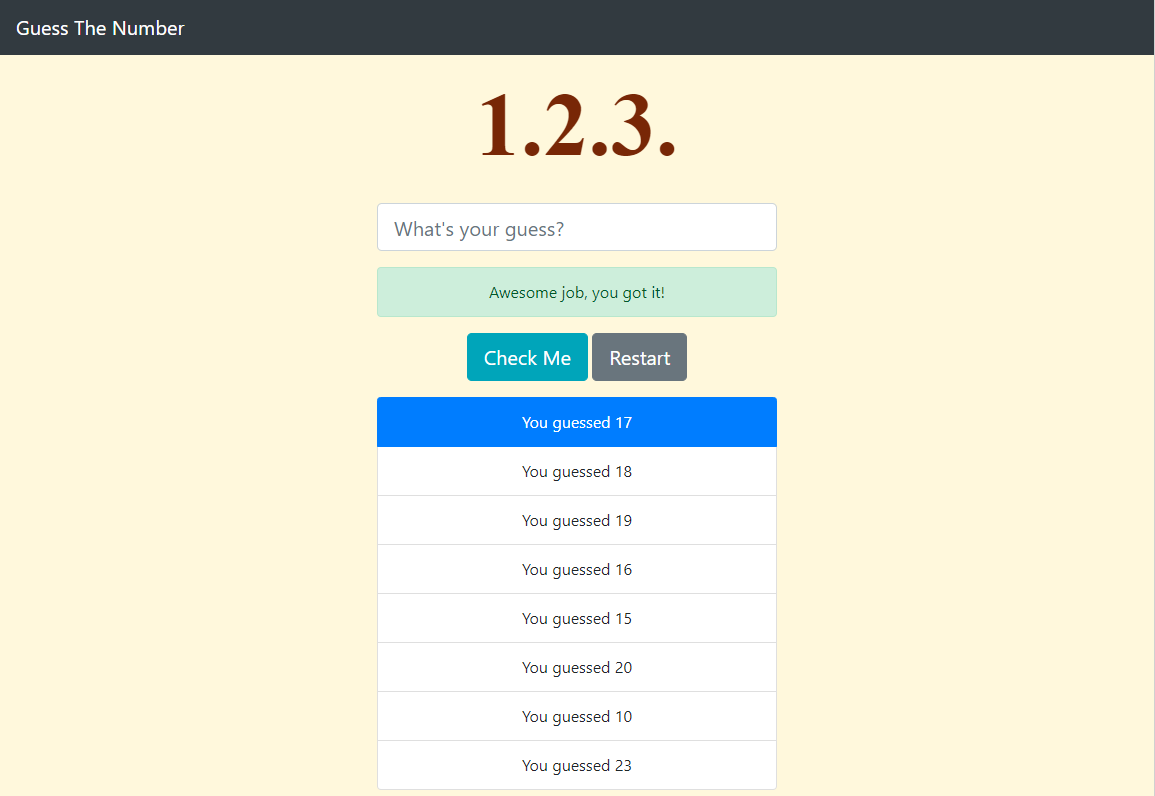 Guess The Number
1.2.3.
What's your guess?
Awesome job, you got it!
Check Me Restart
You guessed 17
You guessed 18
You guessed 19
You guessed 16
You guessed 15
You guessed 20
You guessed 10
You guessed 23